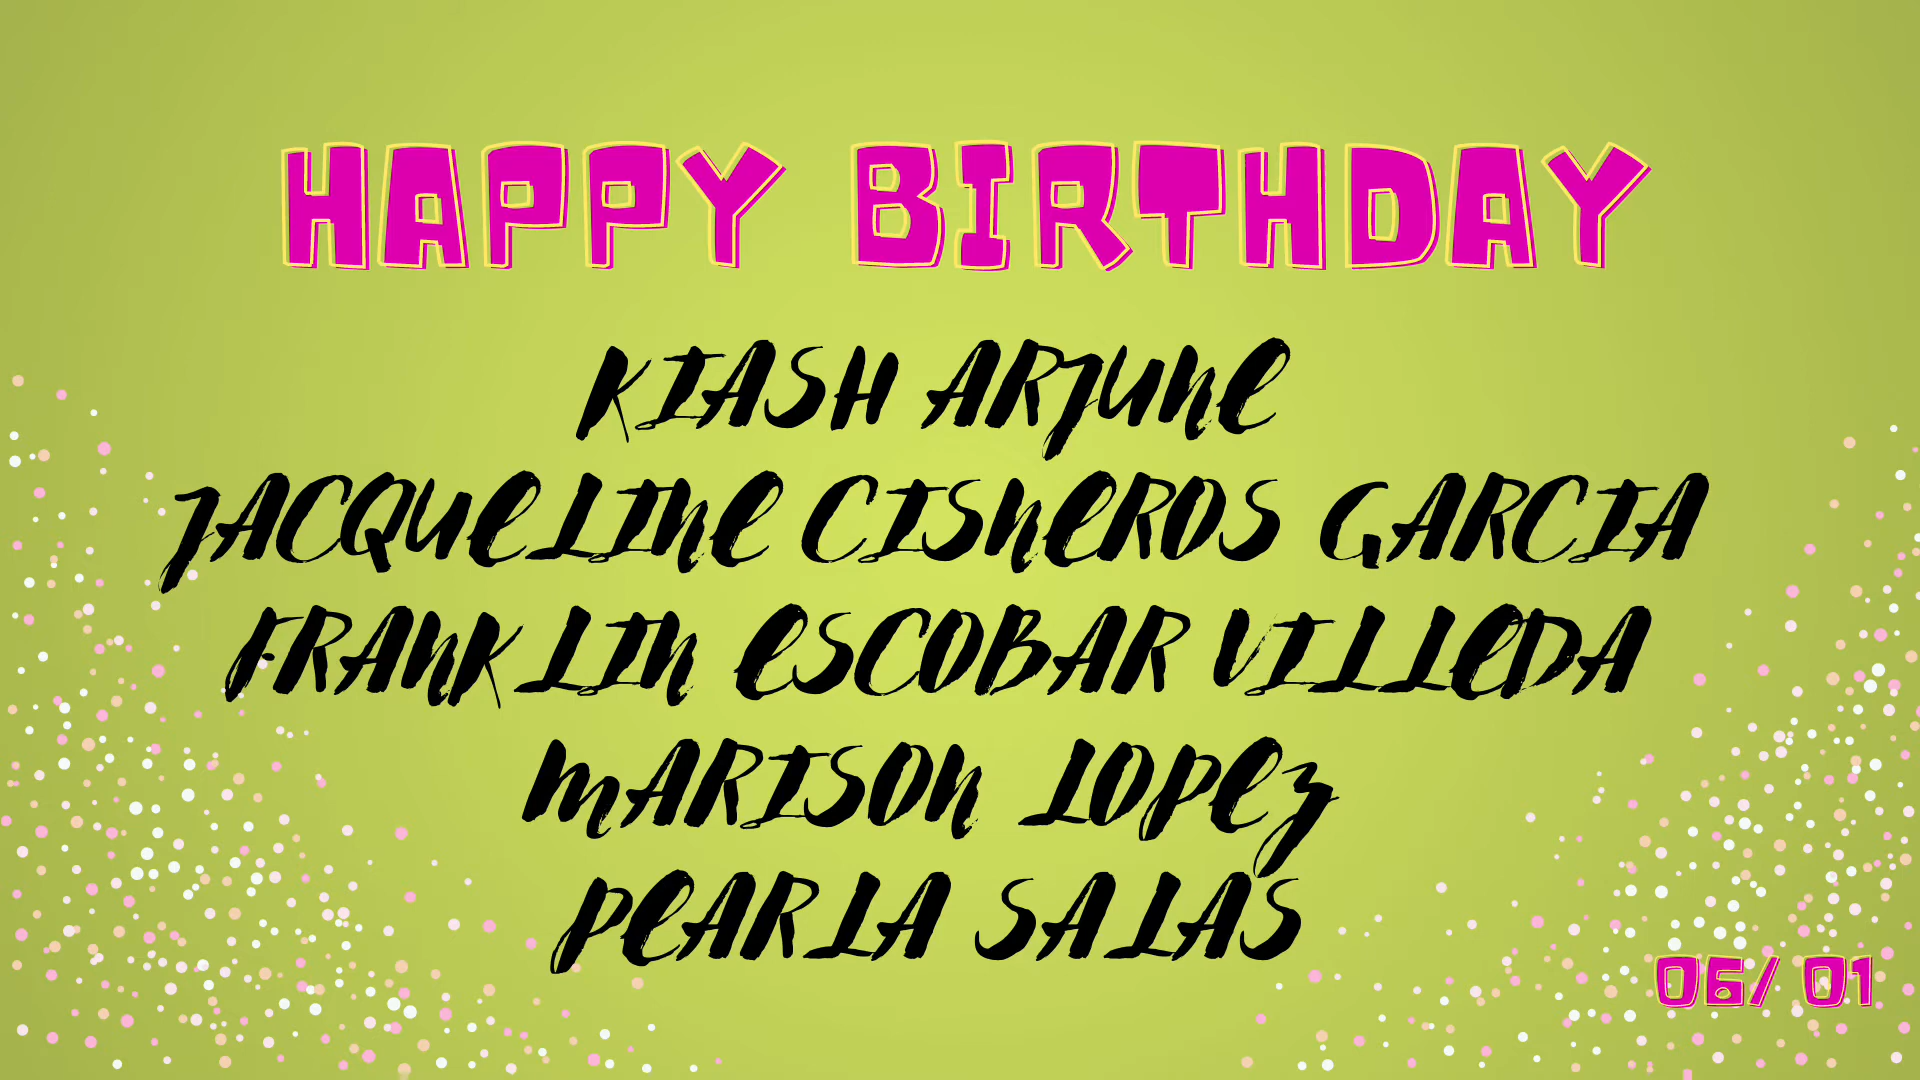 HAPPY BIRTHDAY
KIASH ARJUNE
JACQUELINE CISNEROS GARCIA
FRANKLIN ESCOBAR VILLEDA
MARISON LOPEZ
PEARLA SALAS
06/ 01